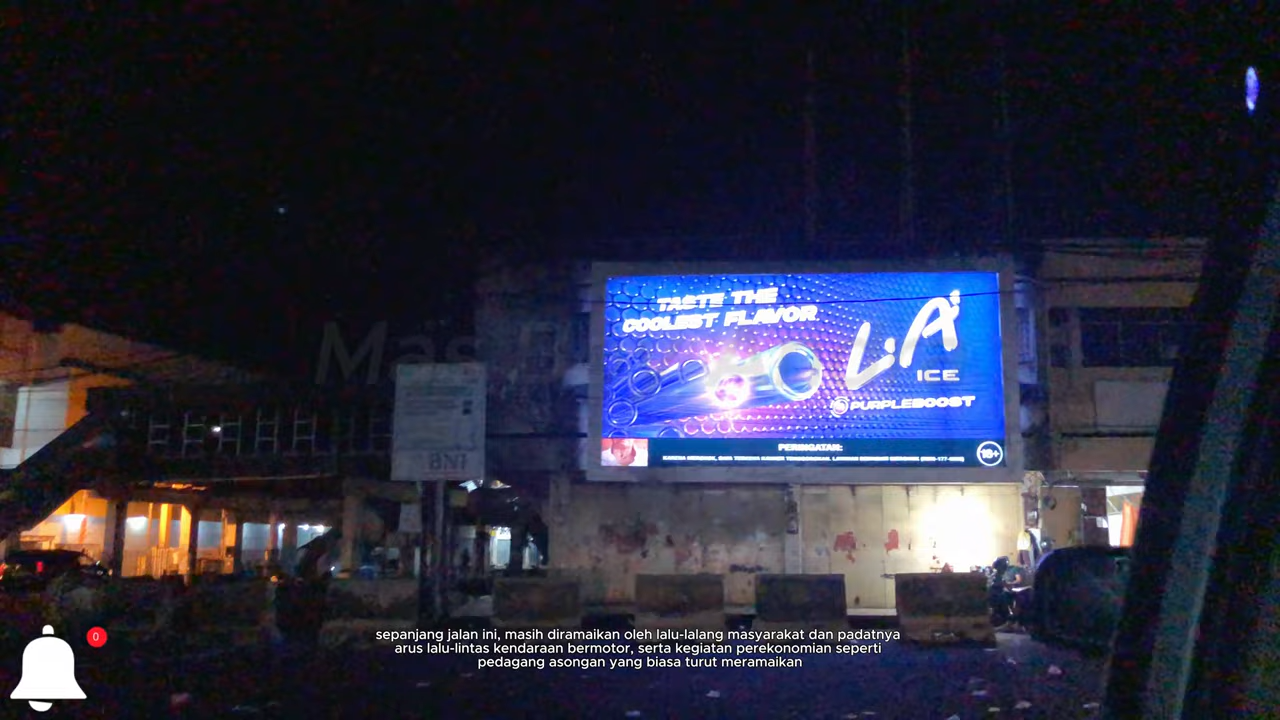 TASTE THE
COOLEST FLAVOR
L.A
ICE
PURPLEBOOST
PERINGATAN:
18+
BNI
0
sepanjang jalan ini, masih diramaikan oleh lalu-lalang masyarakat dan padatnya
arus lalu-lintas kendaraan bermotor, serta kegiatan perekonomian seperti
pedagang asongan yang biasa turut meramaikan